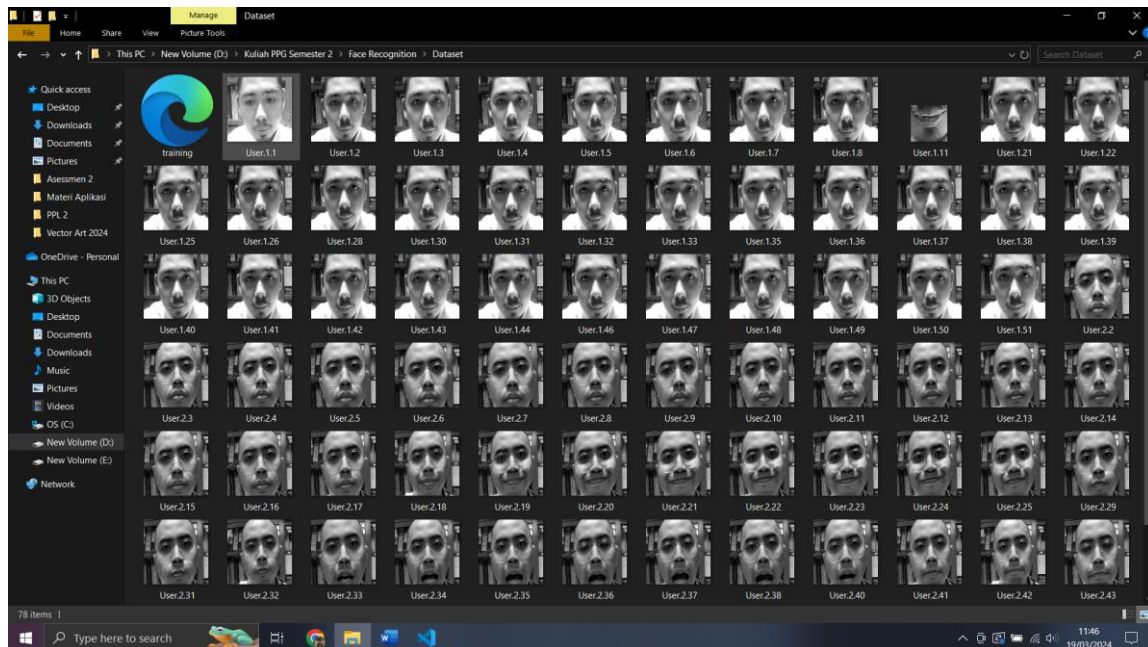 Manage Dataset
File Home Share View Picture Tools
This PC > New Volume (D:) > Kuliah PPG Semester 2 > Face Recognition > Dataset
Search Dataset
Quick access
Desktop
Downloads
Documents
Pictures
Asessmen 2
Materi Aplikasi
PPL 2
Vector Art 2024
OneDrive - Personal
This PC
3D Objects
Desktop
Documents
Downloads
Music
Pictures
Videos
OS (C:)
New Volume (D:)
New Volume (E:)
Network
training User.1.1 User.1.2 User.1.3 User.1.4 User.1.5 User.1.6 User.1.7 User.1.8 User.1.11 User.1.21 User.1.22
User.1.25 User.1.26 User.1.28 User.1.30 User.1.31 User.1.32 User.1.33 User.1.35 User.1.36 User.1.37 User.1.38 User.1.39
User.1.40 User.1.41 User.1.42 User.1.43 User.1.44 User.1.46 User.1.47 User.1.48 User.1.49 User.1.50 User.1.51 User.2.2
User.2.3 User.2.4 User.2.5 User.2.6 User.2.7 User.2.8 User.2.9 User.2.10 User.2.11 User.2.12 User.2.13 User.2.14
User.2.15 User.2.16 User.2.17 User.2.18 User.2.19 User.2.20 User.2.21 User.2.22 User.2.23 User.2.24 User.2.25 User.2.29
User.2.31 User.2.32 User.2.33 User.2.34 User.2.35 User.2.36 User.2.37 User.2.38 User.2.40 User.2.41 User.2.42 User.2.43
78 items
Type here to search
11:46
19/03/2024